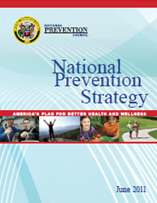 NATIONAL
PREVENTION
COUNCIL
National
Prevention
Strategy
AMERICA'S PLAN FOR BETTER HEALTH AND WELLNESS
June 2011